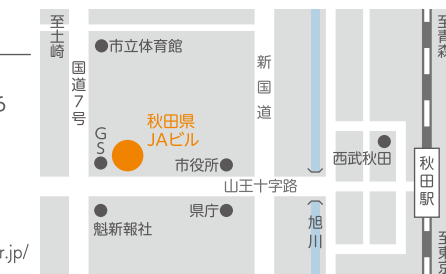 至土崎
国道7号
●市立体育館
新国道
至青森
秋田県
JAビル
GS
市役所
西武秋田
秋田駅
山王十字路
県庁
魁新報社
旭川
r.jp/